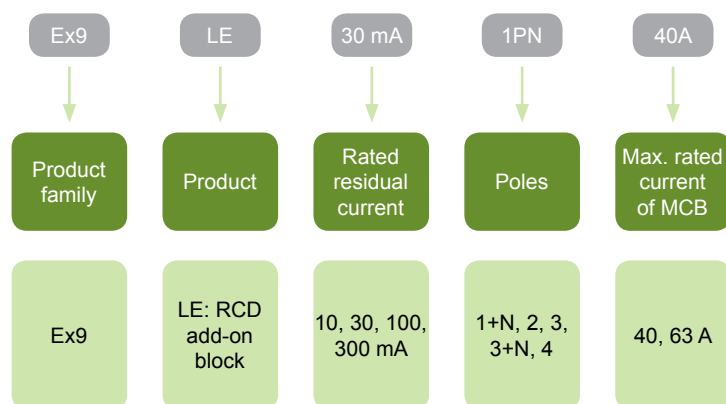 Ex9
LE
30 mA
1PN
40A
Product
family
Product
Rated
residual
current
Poles
Max. rated
current
of MCB
Ex9
LE: RCD
add-on
block
10, 30, 100,
300 mA
1+N, 2, 3,
3+N, 4
40, 63 A